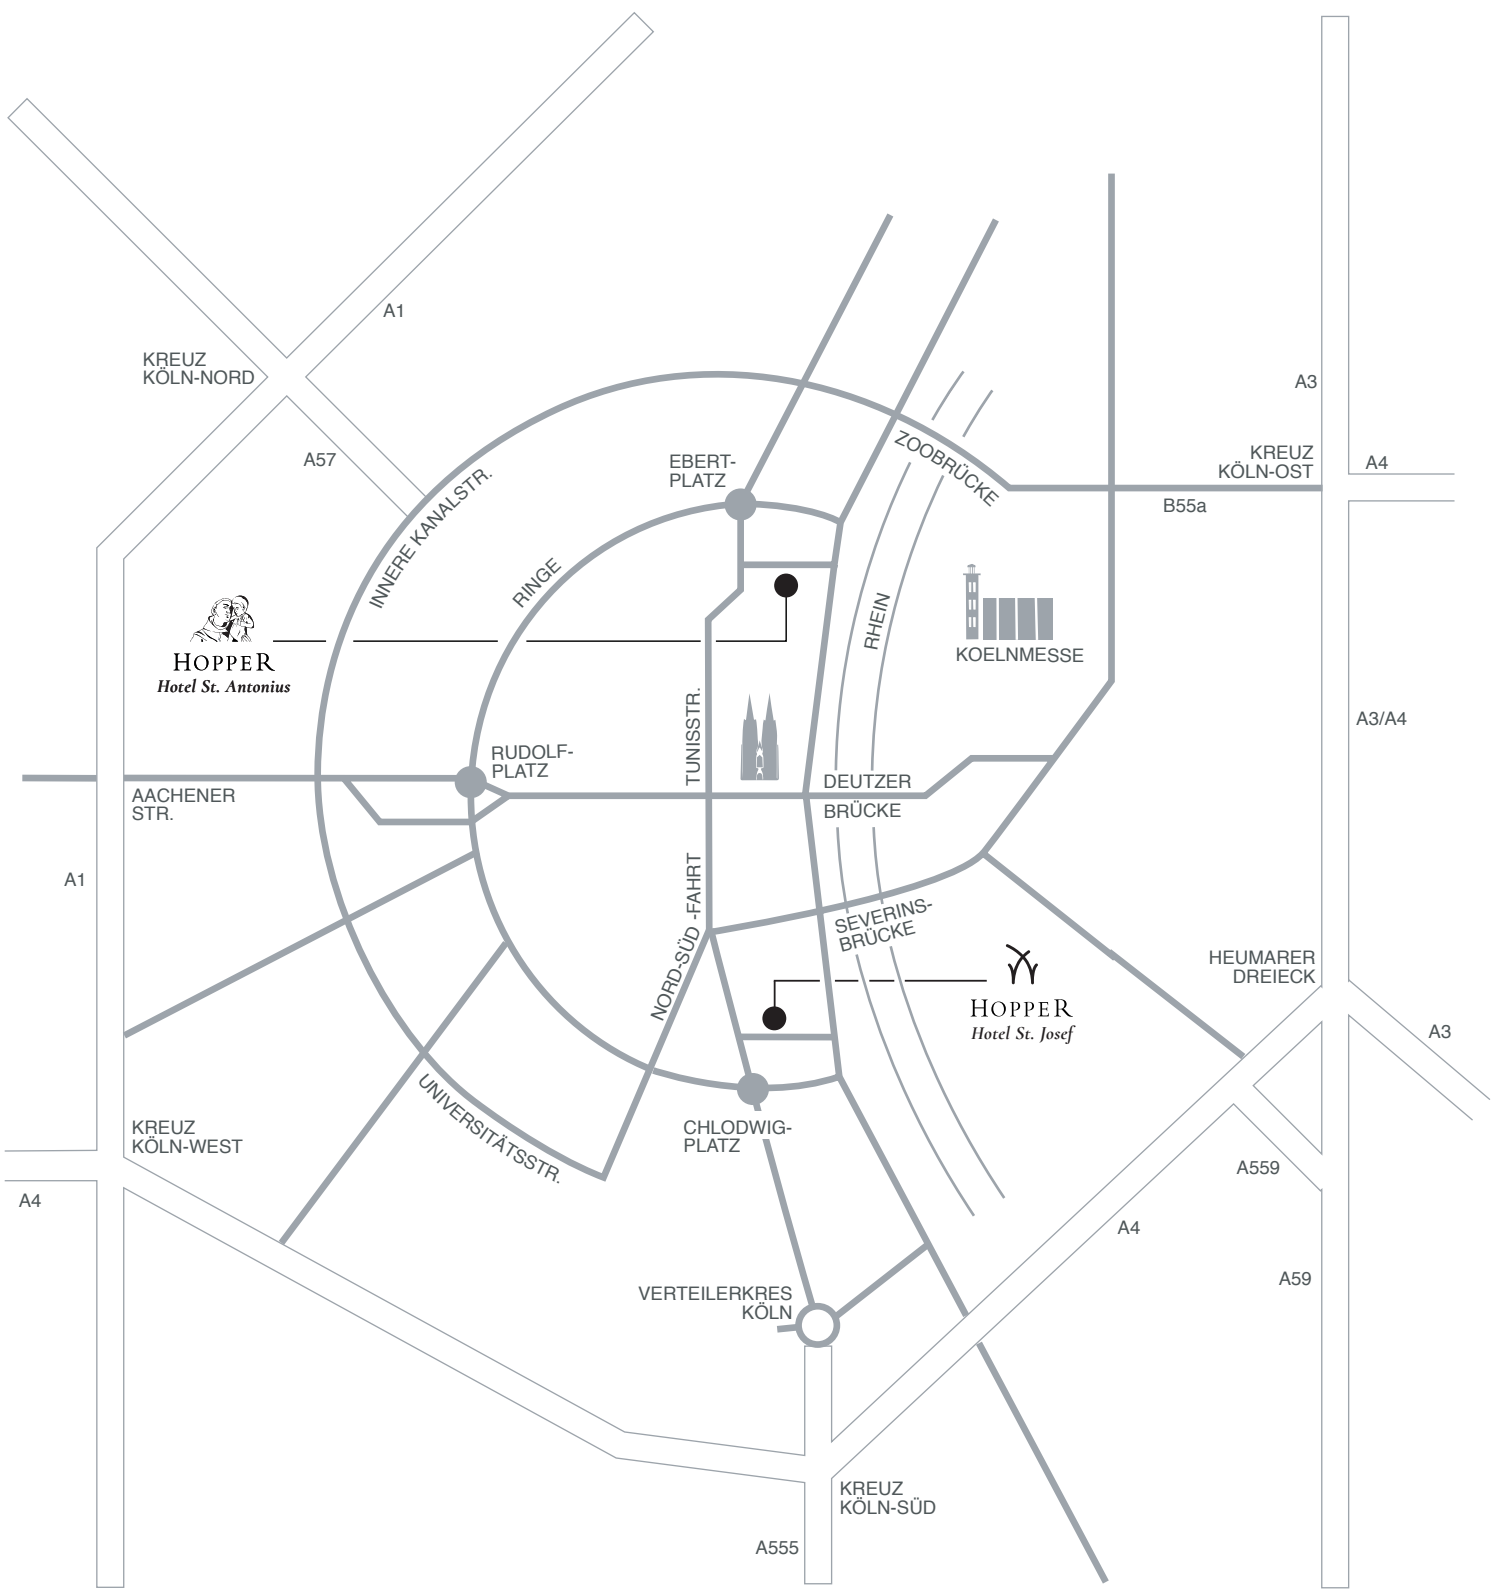 A1
KREUZ
KÖLN-NORD
A57
A3
KREUZ
KÖLN-OST
A4
B55a
EBERT-
PLATZ
ZOOBRÜCKE
INNERE KANALSTR.
RINGE
RHEIN
KOELNMESSE
HOPPER
Hotel St. Antonius
TUNISSTR.
A3/A4
RUDOLF-
PLATZ
AACHENER
STR.
DEUTZER
BRÜCKE
A1
NORD-SÜD -FAHRT
SEVERINS-
BRÜCKE
HEUMARER
DREIECK
HOPPER
Hotel St. Josef
A3
UNIVERSITÄTSSTR.
CHLODWIG-
PLATZ
KREUZ
KÖLN-WEST
A4
A559
A4
A59
VERTEILERKRES
KÖLN
KREUZ
KÖLN-SÜD
A555